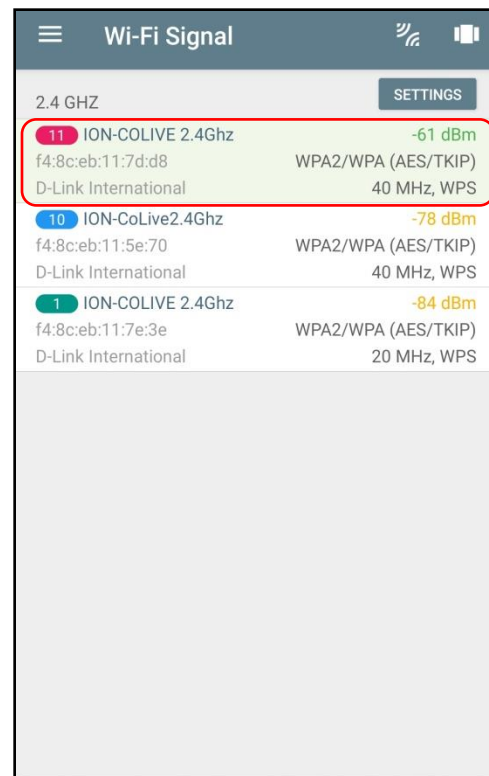 Wi-Fi Signal
2.4 GHZ SETTINGS
11 ION-COLIVE 2.4Ghz -61 dBm
f4:8c:eb:11:7d:d8 WPA2/WPA (AES/TKIP)
D-Link International 40 MHz, WPS
10 ION-CoLive2.4Ghz -78 dBm
f4:8c:eb:11:5e:70 WPA2/WPA (AES/TKIP)
D-Link International 40 MHz, WPS
1 ION-COLIVE 2.4Ghz -84 dBm
f4:8c:eb:11:7e:3e WPA2/WPA (AES/TKIP)
D-Link International 20 MHz, WPS